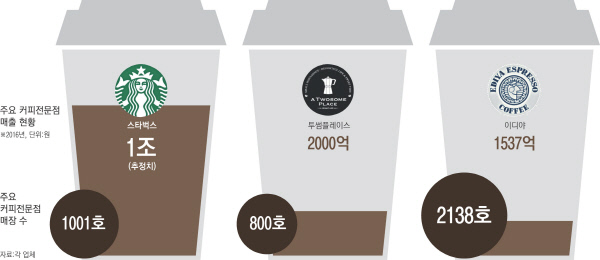 주요 커피전문점
매출 현황
※2016년, 단위:원
스타벅스
1조
(추정치)
A TWOSOME
PLACE
투썸플레이스
2000억
EDIYA ESPRESSO
COFFEE
이디야
1537억
주요
커피전문점
매장 수
1001호
800호
2138호
자료:각 업체